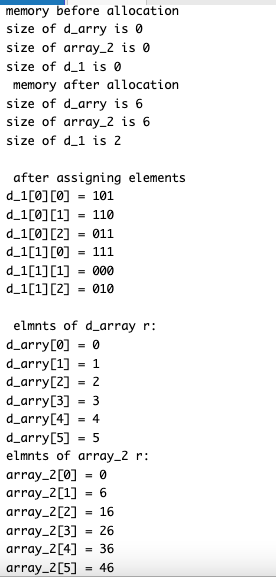 memory before allocation
size of d_arry is 0
size of array_2 is 0
size of d_1 is 0
memory after allocation
size of d_arry is 6
size of array_2 is 6
size of d_1 is 2
after assigning elements
d_1[0][0] = 101
d_1[0][1] = 110
d_1[0][2] = 011
d_1[1][0] = 111
d_1[1][1] = 000
d_1[1][2] = 010
elmnts of d_array r:
d_arry[0] = 0
d_arry[1] = 1
d_arry[2] = 2
d_arry[3] = 3
d_arry[4] = 4
d_arry[5] = 5
elmnts of array_2 r:
array_2[0] = 0
array_2[1] = 6
array_2[2] = 16
array_2[3] = 26
array_2[4] = 36
array_2[5] = 46